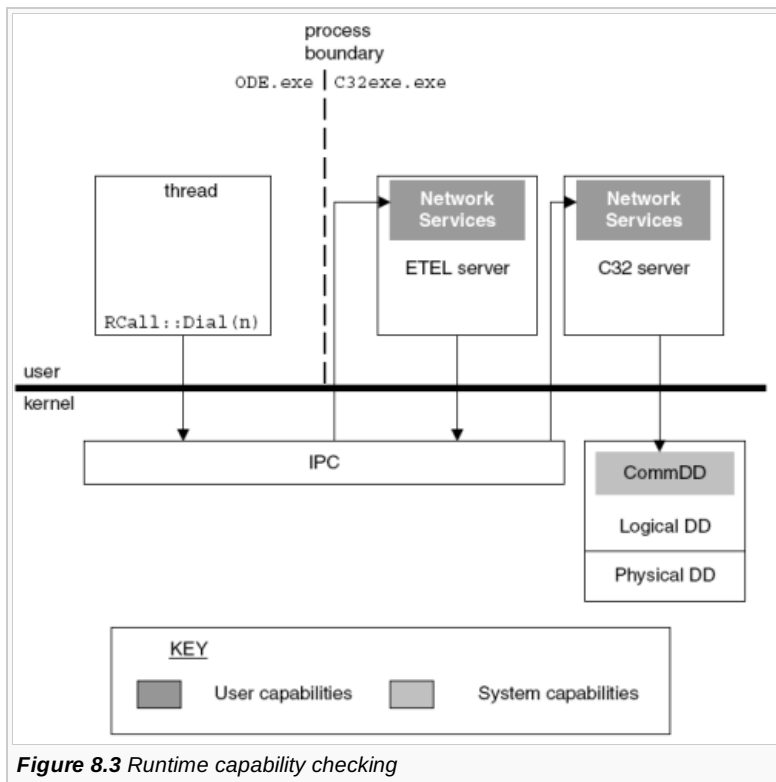 process
boundary
ODE.exe C32exe.exe
thread
RCall::Dial(n)
Network
Services
ETEL server
Network
Services
C32 server
user
kernel
IPC
CommDD
Logical DD
Physical DD
KEY
User capabilities
System capabilities
Figure 8.3 Runtime capability checking